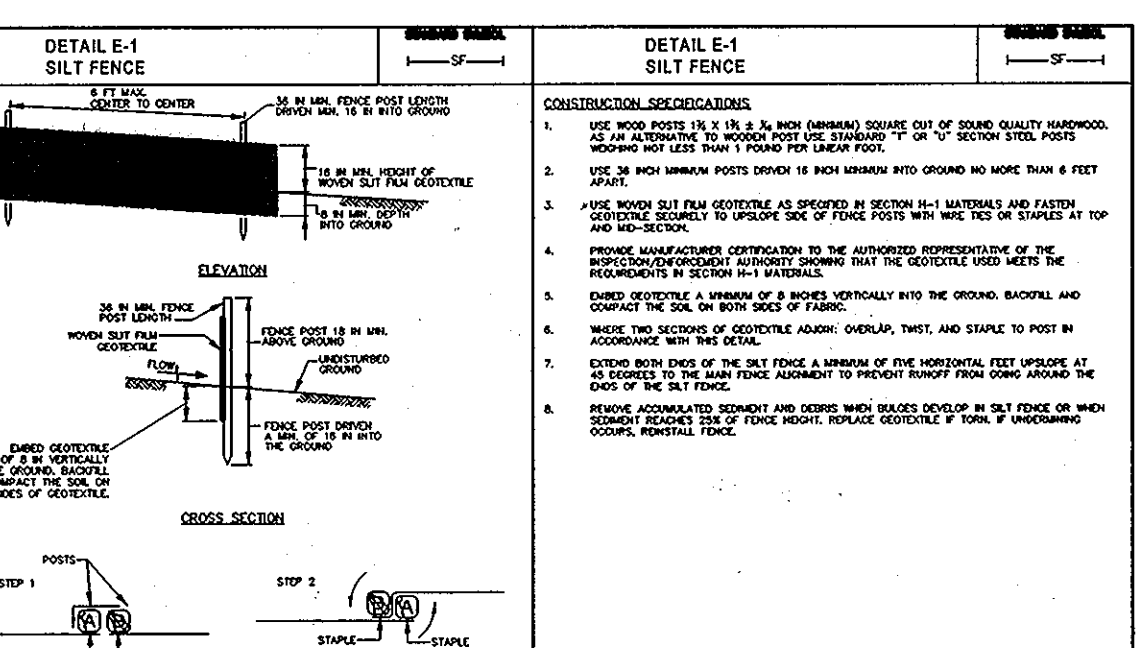 DETAIL E-1
SILT FENCE
SF
6 FT MAX.
CENTER TO CENTER
36 IN MIN. FENCE POST LENGTH
DRIVEN MIN. 16 IN INTO GROUND
16 IN MIN. HEIGHT OF
WOVEN SLIT FILM GEOTEXTILE
8 IN MIN. DEPTH
INTO GROUND
ELEVATION
36 IN MIN. FENCE
POST LENGTH
WOVEN SLIT FILM
GEOTEXTILE
FLOW
FENCE POST 18 IN MIN.
ABOVE GROUND
UNDISTURBED
GROUND
FENCE POST DRIVEN
A MIN. OF 16 IN INTO
THE GROUND
EMBED GEOTEXTILE
OF 8 IN VERTICALLY
GROUND. BACKFILL
THE SOIL ON
OF GEOTEXTILE.
CROSS SECTION
POSTS
STEP 1
A B
STEP 2
B A
STAPLE
STAPLE
DETAIL E-1
SILT FENCE
SF
CONSTRUCTION SPECIFICATIONS
1. USE WOOD POSTS 1¾ X 1¾ ± 1/16 INCH (MINIMUM) SQUARE CUT OF SOUND QUALITY HARDWOOD.
AS AN ALTERNATIVE TO WOODEN POST USE STANDARD "T" OR "U" SECTION STEEL POSTS
WEIGHING NOT LESS THAN 1 POUND PER LINEAR FOOT.
2. USE 36 INCH MINIMUM POSTS DRIVEN 16 INCH MINIMUM INTO GROUND NO MORE THAN 6 FEET
APART.
3. USE WOVEN SLIT FILM GEOTEXTILE AS SPECIFIED IN SECTION H-1 MATERIALS AND FASTEN
GEOTEXTILE SECURELY TO UPSLOPE SIDE OF FENCE POSTS WITH WIRE TIES OR STAPLES AT TOP
AND MID-SECTION.
4. PROVIDE MANUFACTURER CERTIFICATION TO THE AUTHORIZED REPRESENTATIVE OF THE
INSPECTION/ENFORCEMENT AUTHORITY SHOWING THAT THE GEOTEXTILE USED MEETS THE
REQUIREMENTS IN SECTION H-1 MATERIALS.
5. EMBED GEOTEXTILE A MINIMUM OF 8 INCHES VERTICALLY INTO THE GROUND. BACKFILL AND
COMPACT THE SOIL ON BOTH SIDES OF FABRIC.
6. WHERE TWO SECTIONS OF GEOTEXTILE ADJOIN: OVERLAP, TWIST, AND STAPLE TO POST IN
ACCORDANCE WITH THIS DETAIL.
7. EXTEND BOTH ENDS OF THE SILT FENCE A MINIMUM OF FIVE HORIZONTAL FEET UPSLOPE AT
45 DEGREES TO THE MAIN FENCE ALIGNMENT TO PREVENT RUNOFF FROM GOING AROUND THE
ENDS OF THE SILT FENCE.
8. REMOVE ACCUMULATED SEDIMENT AND DEBRIS WHEN BULGES DEVELOP IN SILT FENCE OR WHEN
SEDIMENT REACHES 25% OF FENCE HEIGHT. REPLACE GEOTEXTILE IF TORN. IF UNDERMINING
OCCURS, REINSTALL FENCE.